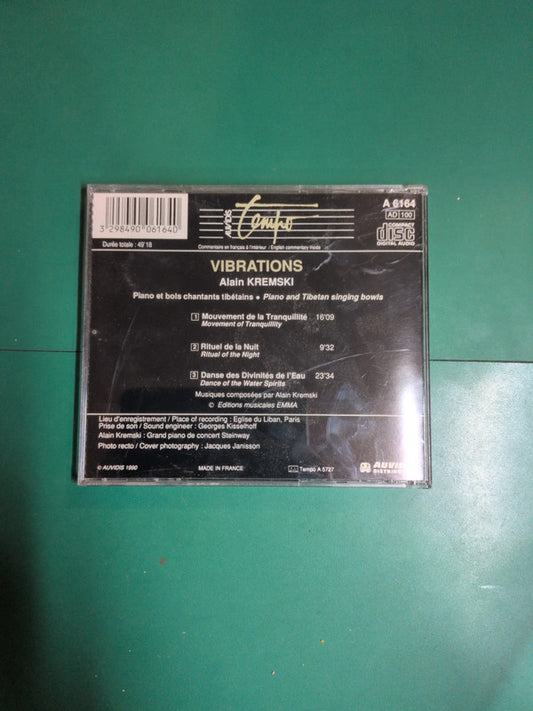 3 298490 061640
Durée totale : 49'18
AUVIDIS
Tempo
A 6164
AD 100
COMPACT
disc
DIGITAL AUDIO
Commentaire en français à l'intérieur / English commentary inside
VIBRATIONS
Alain KREMSKI
Piano et bols chantants tibétains • Piano and Tibetan singing bowls
1 Mouvement de la Tranquillité 16'09
Movement of Tranquillity
2 Rituel de la Nuit 9'32
Ritual of the Night
3 Danse des Divinités de l'Eau 23'34
Dance of the Water Spirits
Musiques composées par Alain Kremski
© Editions musicales EMMA
Lieu d'enregistrement / Place of recording : Eglise du Liban, Paris
Prise de son / Sound engineer : Georges Kisselhoff
Alain Kremski : Grand piano de concert Steinway
Photo recto / Cover photography : Jacques Janisson
© AUVIDIS 1990
MADE IN FRANCE
Tempo A 5727
AUVIDIS